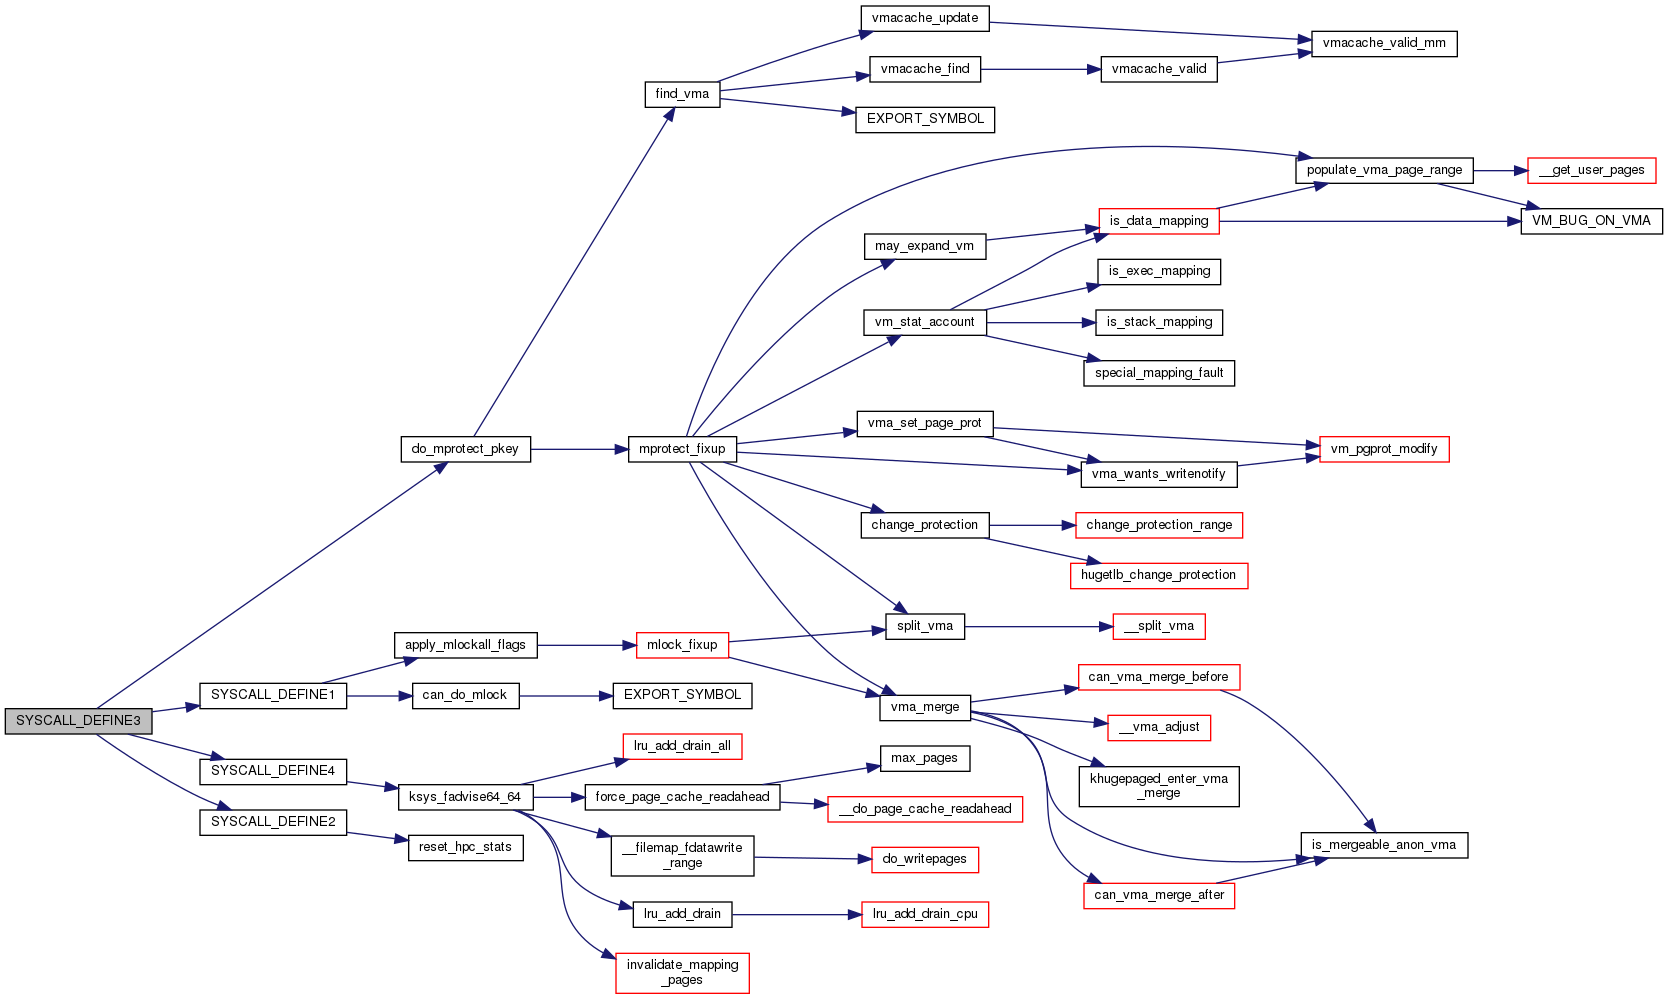 vmacache_update
vmacache_valid_mm
vmacache_find
vmacache_valid
find_vma
EXPORT_SYMBOL
populate_vma_page_range
__get_user_pages
is_data_mapping
VM_BUG_ON_VMA
may_expand_vm
is_exec_mapping
vm_stat_account
is_stack_mapping
special_mapping_fault
vma_set_page_prot
do_mprotect_pkey
mprotect_fixup
vm_pgprot_modify
vma_wants_writenotify
change_protection
change_protection_range
hugetlb_change_protection
split_vma
__split_vma
apply_mlockall_flags
mlock_fixup
can_vma_merge_before
SYSCALL_DEFINE1
can_do_mlock
EXPORT_SYMBOL
vma_merge
SYSCALL_DEFINE3
__vma_adjust
lru_add_drain_all
max_pages
SYSCALL_DEFINE4
khugepaged_enter_vma
_merge
ksys_fadvise64_64
force_page_cache_readahead
__do_page_cache_readahead
SYSCALL_DEFINE2
reset_hpc_stats
__filemap_fdatawrite
_range
do_writepages
is_mergeable_anon_vma
can_vma_merge_after
lru_add_drain
lru_add_drain_cpu
invalidate_mapping
_pages